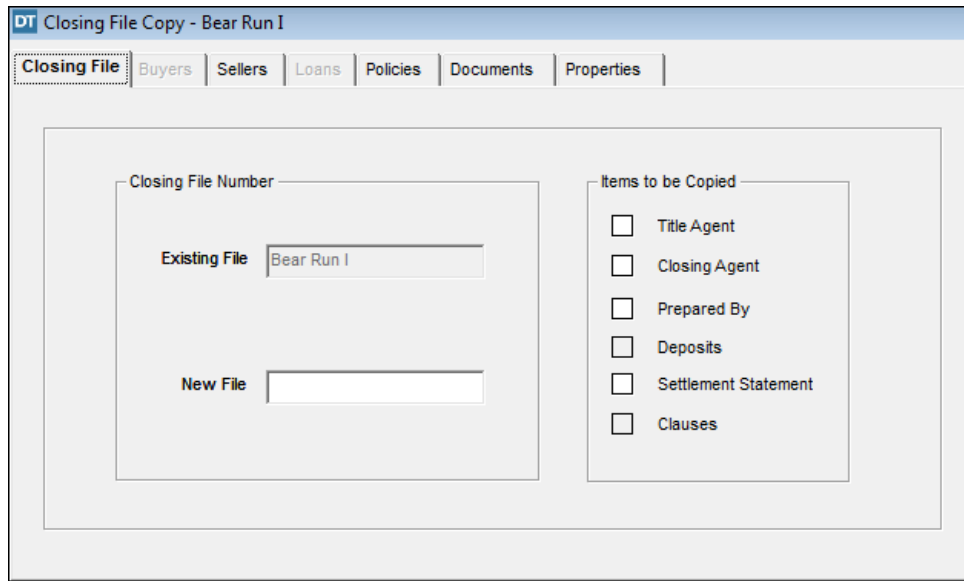 DT Closing File Copy - Bear Run I
Closing File Buyers Sellers Loans Policies Documents Properties
Closing File Number
Existing File Bear Run I
New File
Items to be Copied
Title Agent
Closing Agent
Prepared By
Deposits
Settlement Statement
Clauses